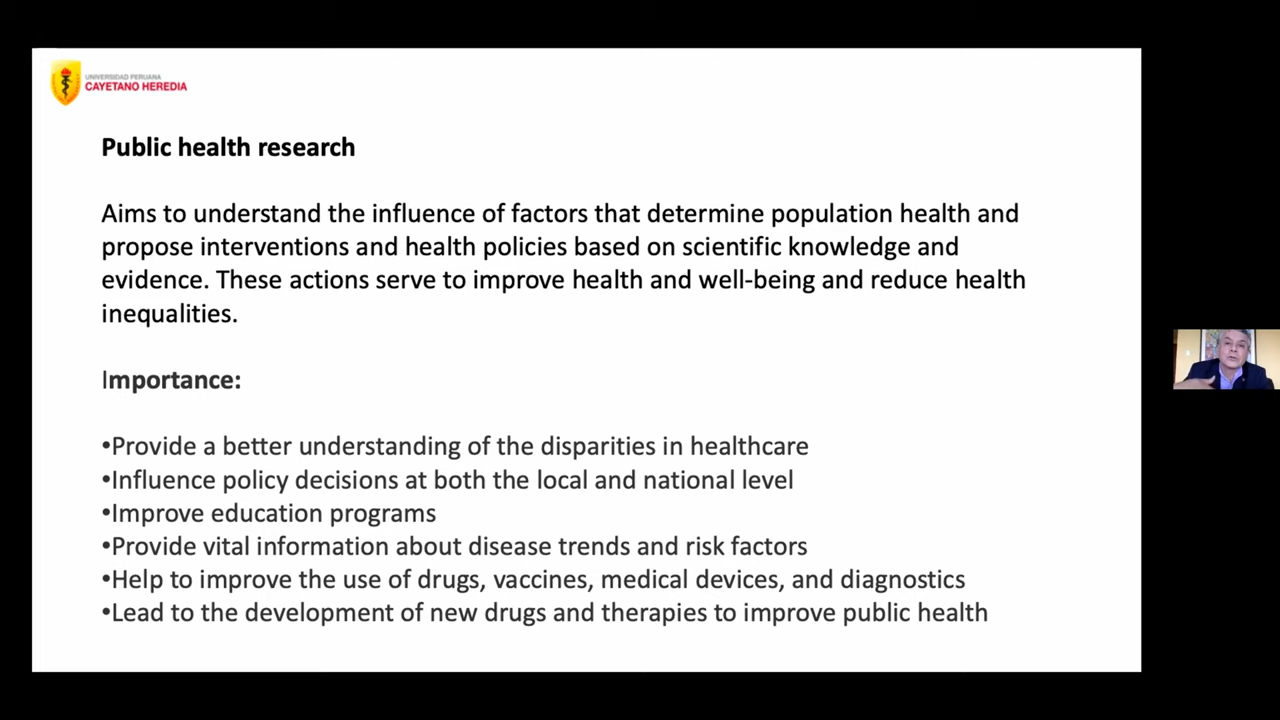 UNIVERSIDAD PERUANA
CAYETANO HEREDIA
Public health research
Aims to understand the influence of factors that determine population health and
propose interventions and health policies based on scientific knowledge and
evidence. These actions serve to improve health and well-being and reduce health
inequalities.
Importance:
•Provide a better understanding of the disparities in healthcare
•Influence policy decisions at both the local and national level
•Improve education programs
•Provide vital information about disease trends and risk factors
•Help to improve the use of drugs, vaccines, medical devices, and diagnostics
•Lead to the development of new drugs and therapies to improve public health